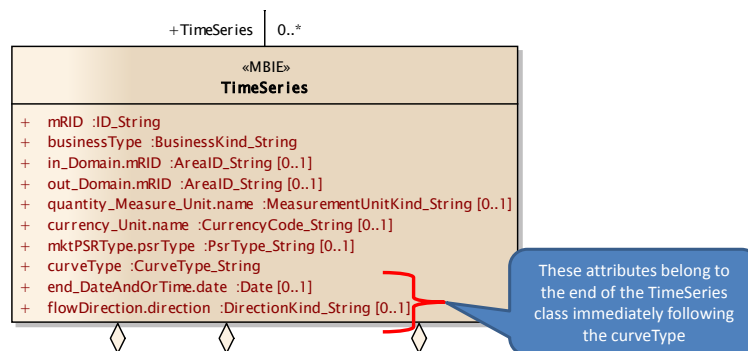 +TimeSeries 0..*
«MBIE»
TimeSeries
+ mRID :ID_String
+ businessType :BusinessKind_String
+ in_Domain.mRID :AreaID_String [0..1]
+ out_Domain.mRID :AreaID_String [0..1]
+ quantity_Measure_Unit.name :MeasurementUnitKind_String [0..1]
+ currency_Unit.name :CurrencyCode_String [0..1]
+ mktPSRType.psrType :PsrType_String [0..1]
+ curveType :CurveType_String
+ end_DateAndOrTime.date :Date [0..1]
+ flowDirection.direction :DirectionKind_String [0..1]
These attributes belong to
the end of the TimeSeries
class immediately following
the curveType